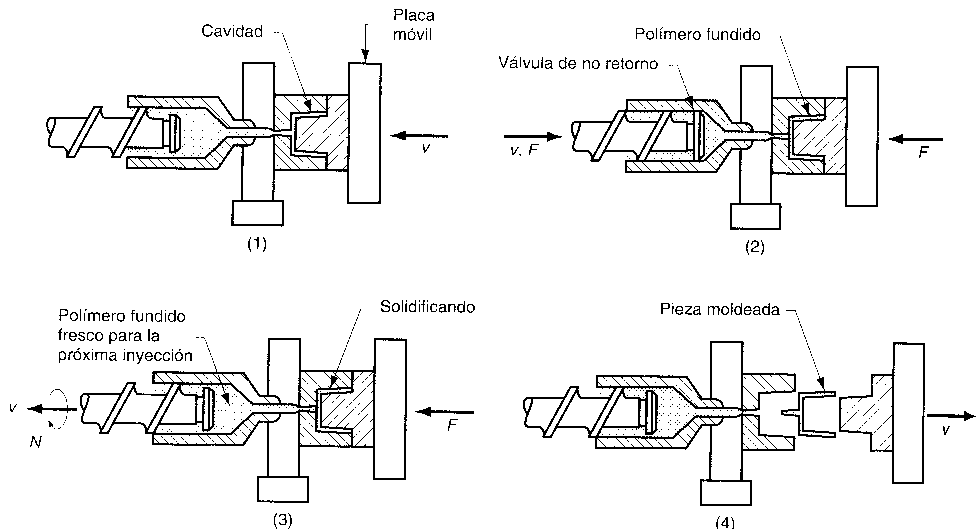 Placa
móvil
Cavidad
v
(1)
Polímero fundido
Válvula de no retorno
v, F
F
(2)
Polímero fundido
fresco para la
próxima inyección
Solidificando
v
N
F
(3)
Pieza moldeada
v
(4)